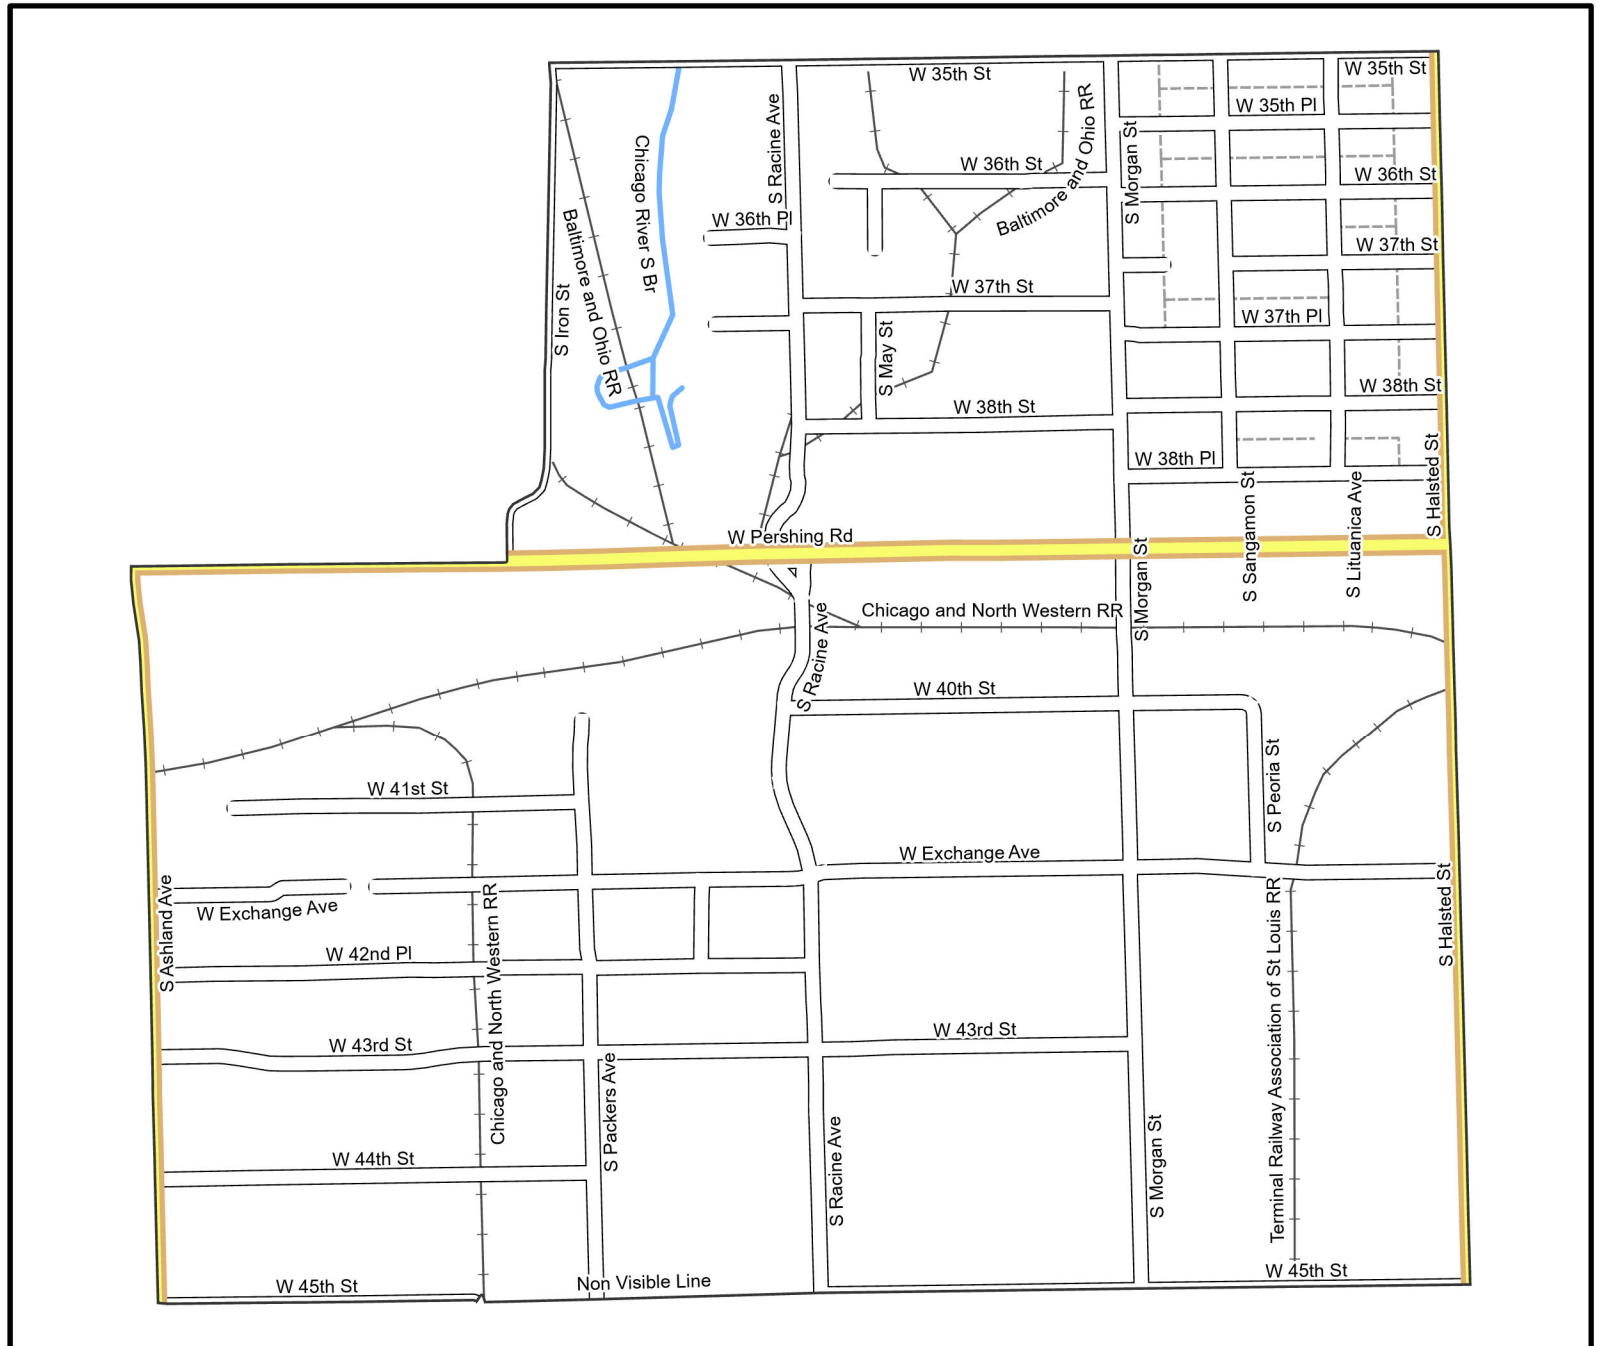 W 35th St
W 35th St
W 35th Pl
S Racine Ave
Baltimore and Ohio RR
S Morgan St
Chicago River S Br
W 36th St
W 36th St
W 36th Pl
Baltimore and Ohio RR
Baltimore and Ohio RR
W 37th St
S Iron St
W 37th St
W 37th Pl
S May St
W 38th St
W 38th St
W 38th Pl
S Halsted St
S Sangamon St
S Lituanica Ave
W Pershing Rd
S Morgan St
Chicago and North Western RR
S Racine Ave
W 40th St
S Peoria St
W 41st St
W Exchange Ave
S Ashland Ave
W Exchange Ave
S Halsted St
W 42nd Pl
Chicago and North Western RR
Terminal Railway Association of St Louis RR
W 43rd St
W 43rd St
S Packers Ave
W 44th St
S Racine Ave
S Morgan St
W 45th St
Non Visible Line
W 45th St